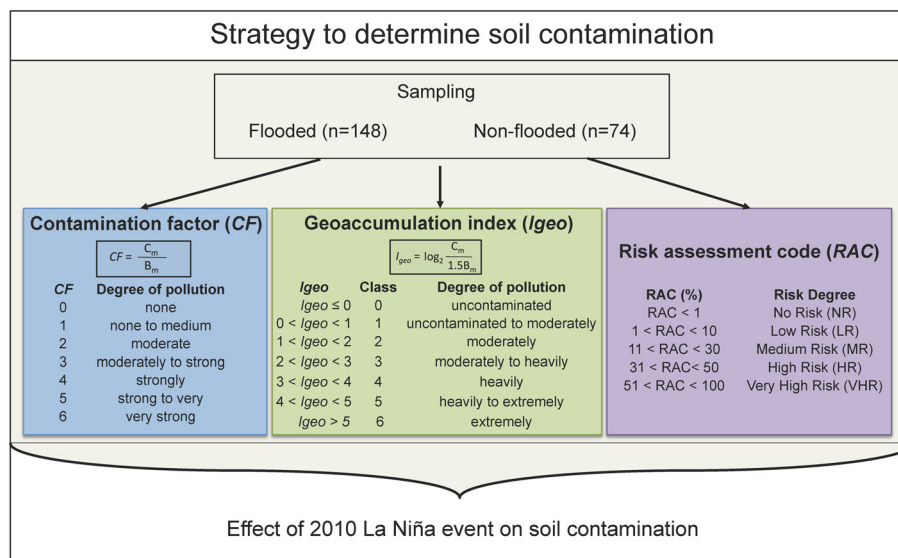 Strategy to determine soil contamination
Sampling
Flooded (n=148) Non-flooded (n=74)
Contamination factor (CF)
CF = Cm / Bm
CF Degree of pollution
0 none
1 none to medium
2 moderate
3 moderately to strong
4 strongly
5 strong to very
6 very strong
Geoaccumulation index (Igeo)
Igeo = log2 Cm / 1.5Bm
Igeo Class Degree of pollution
Igeo ≤ 0 0 uncontaminated
0 < Igeo < 1 1 uncontaminated to moderately
1 < Igeo < 2 2 moderately
2 < Igeo < 3 3 moderately to heavily
3 < Igeo < 4 4 heavily
4 < Igeo < 5 5 heavily to extremely
Igeo > 5 6 extremely
Risk assessment code (RAC)
RAC (%) Risk Degree
RAC < 1 No Risk (NR)
1 < RAC < 10 Low Risk (LR)
11 < RAC < 30 Medium Risk (MR)
31 < RAC< 50 High Risk (HR)
51 < RAC < 100 Very High Risk (VHR)
Effect of 2010 La Niña event on soil contamination